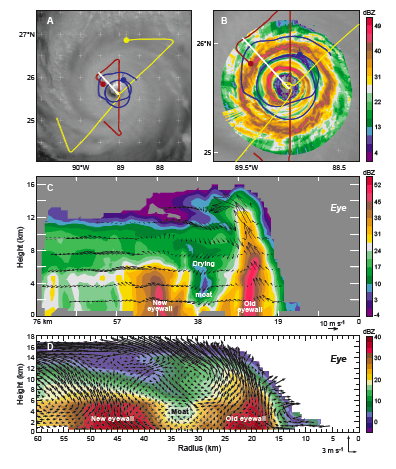 A
B
dBZ
27°N
26
25
90°W
89
88
26°N
25
89.5°W
88.5
49
40
31
22
13
4
C
Eye
dBZ
Height (km)
16
12
8
4
0
Drying
moat
New
eyewall
Old
eyewall
76 km
57
38
19
0
10 m s⁻¹
52
45
38
31
24
17
10
3
-4
D
Eye
dBZ
Height (km)
18
16
14
12
10
8
6
4
2
0
New eyewall
Moat
Old eyewall
60
55
50
45
40
35
30
25
20
15
10
5
0
Radius (km)
3 m s⁻¹
40
30
20
10
0